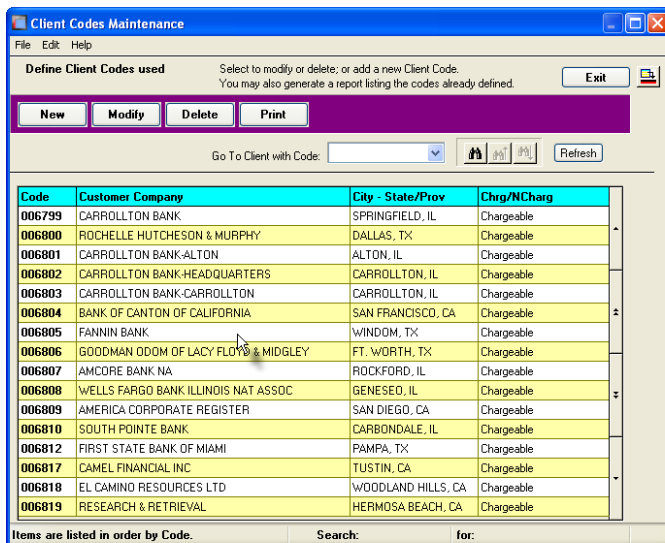 Client Codes Maintenance
File Edit Help
Define Client Codes used Select to modify or delete; or add a new Client Code.
You may also generate a report listing the codes already defined.
Exit
New Modify Delete Print
Go To Client with Code: Refresh
Code Customer Company City - State/Prov Chrg/NCharg
006799 CARROLLTON BANK SPRINGFIELD, IL Chargeable
006800 ROCHELLE HUTCHESON & MURPHY DALLAS, TX Chargeable
006801 CARROLLTON BANK-ALTON ALTON, IL Chargeable
006802 CARROLLTON BANK-HEADQUARTERS CARROLLTON, IL Chargeable
006803 CARROLLTON BANK-CARROLLTON CARROLLTON, IL Chargeable
006804 BANK OF CANTON OF CALIFORNIA SAN FRANCISCO, CA Chargeable
006805 FANNIN BANK WINDOM, TX Chargeable
006806 GOODMAN ODOM OF LACY FLOYD & MIDGLEY FT. WORTH, TX Chargeable
006807 AMCORE BANK NA ROCKFORD, IL Chargeable
006808 WELLS FARGO BANK ILLINOIS NAT ASSOC GENESEO, IL Chargeable
006809 AMERICA CORPORATE REGISTER SAN DIEGO, CA Chargeable
006810 SOUTH POINTE BANK CARBONDALE, IL Chargeable
006812 FIRST STATE BANK OF MIAMI PAMPA, TX Chargeable
006817 CAMEL FINANCIAL INC TUSTIN, CA Chargeable
006818 EL CAMINO RESOURCES LTD WOODLAND HILLS, CA Chargeable
006819 RESEARCH & RETRIEVAL HERMOSA BEACH, CA Chargeable
Items are listed in order by Code. Search: for: